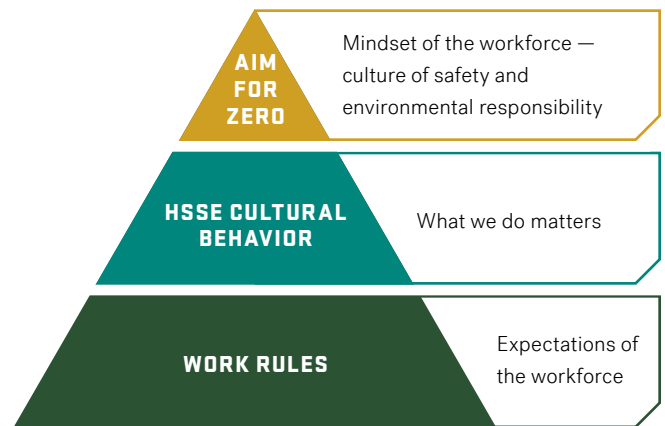 AIM
FOR
ZERO
Mindset of the workforce —
culture of safety and
environmental responsibility
HSSE CULTURAL
BEHAVIOR
What we do matters
WORK RULES
Expectations of
the workforce